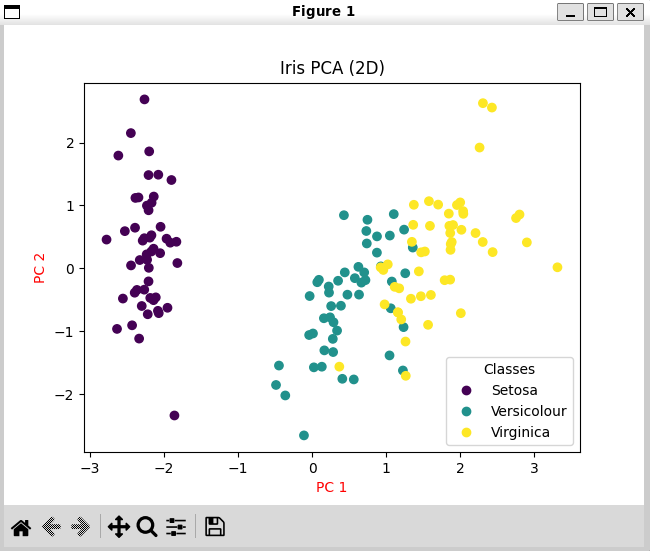 Figure 1
Iris PCA (2D)
PC 2
2
1
0
−1
−2
−3
−2
−1
0
1
2
3
PC 1
Classes
Setosa
Versicolour
Virginica